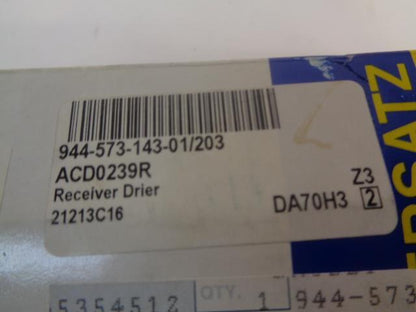 944-573-143-01/203
ACD0239R
Receiver Drier
21213C16
Z3
DA70H3 2
ERSATZ
5354512 QTY. 1 944-573